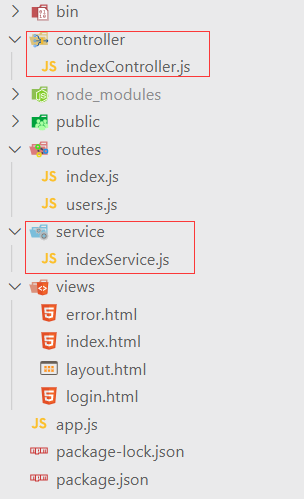 bin
controller
JS indexController.js
node_modules
public
routes
JS index.js
JS users.js
service
JS indexService.js
views
error.html
index.html
layout.html
login.html
JS app.js
package-lock.json
package.json